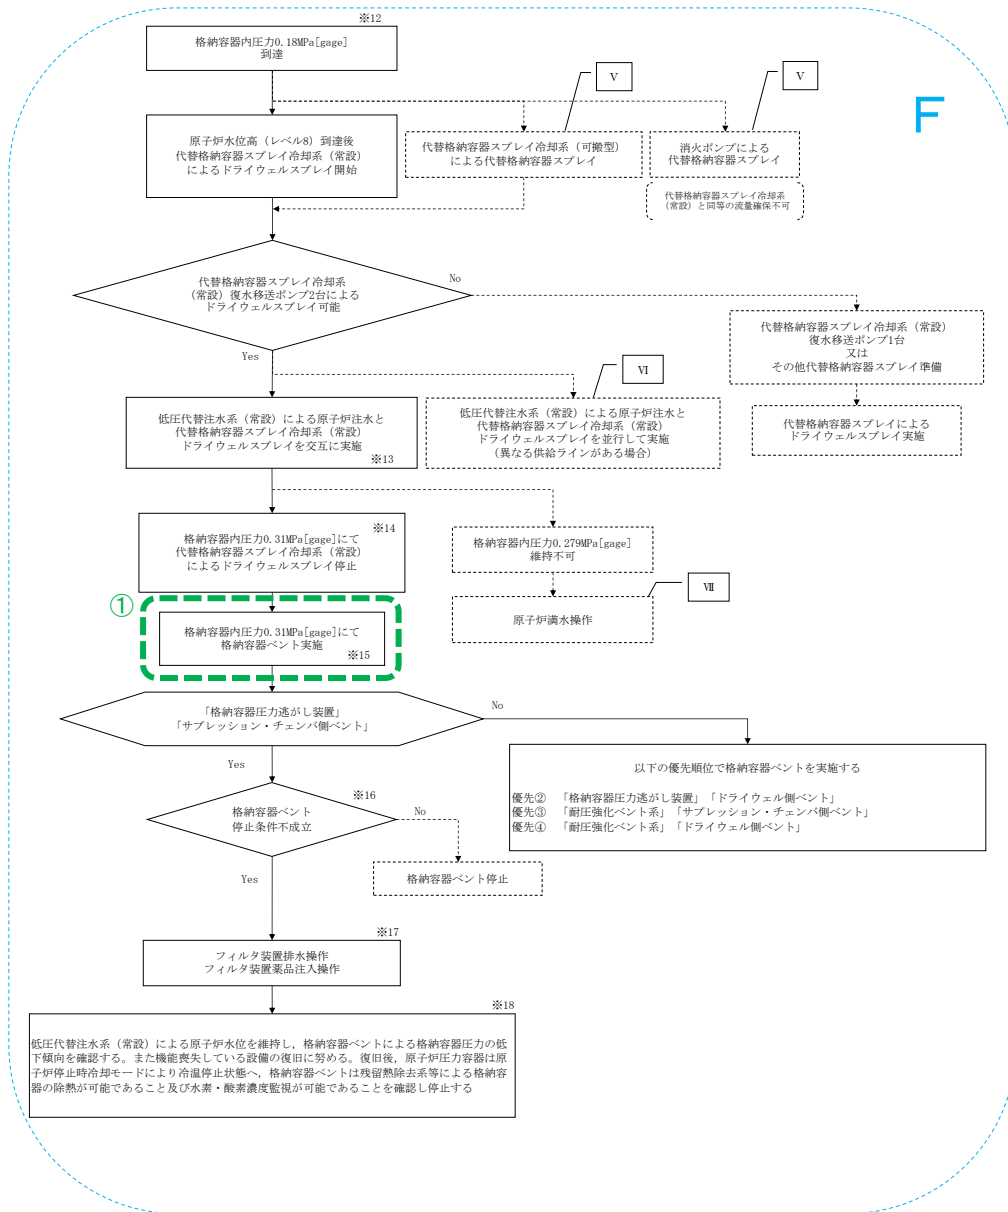 ※12
格納容器内圧力0.18MPa[gage]
到達
V
V
F
原子炉水位高（レベル8）到達後
代替格納容器スプレイ冷却系（常設）
によるドライウェルスプレイ開始
代替格納容器スプレイ冷却系（可搬型）
による代替格納容器スプレイ
消火ポンプによる
代替格納容器スプレイ
代替格納容器スプレイ冷却系
（常設）と同等の流量確保不可
代替格納容器スプレイ冷却系
（常設）復水移送ポンプ2台による
ドライウェルスプレイ可能
No
Yes
代替格納容器スプレイ冷却系（常設）
復水移送ポンプ1台
又は
その他代替格納容器スプレイ準備
Ⅵ
低圧代替注水系（常設）による原子炉注水と
代替格納容器スプレイ冷却系（常設）
ドライウェルスプレイを交互に実施
※13
低圧代替注水系（常設）による原子炉注水と
代替格納容器スプレイ冷却系（常設）
ドライウェルスプレイを並行して実施
（異なる供給ラインがある場合）
代替格納容器スプレイによる
ドライウェルスプレイ実施
※14
格納容器内圧力0.31MPa[gage]にて
代替格納容器スプレイ冷却系（常設）
によるドライウェルスプレイ停止
格納容器内圧力0.279MPa[gage]
維持不可
Ⅶ
原子炉満水操作
①
格納容器内圧力0.31MPa[gage]にて
格納容器ベント実施
※15
「格納容器圧力逃がし装置」
「サプレッション・チェンバ側ベント」
No
Yes
以下の優先順位で格納容器ベントを実施する
優先② 「格納容器圧力逃がし装置」「ドライウェル側ベント」
優先③ 「耐圧強化ベント系」「サプレッション・チェンバ側ベント」
優先④ 「耐圧強化ベント系」「ドライウェル側ベント」
※16
格納容器ベント
停止条件不成立
No
Yes
格納容器ベント停止
※17
フィルタ装置排水操作
フィルタ装置薬品注入操作
※18
低圧代替注水系（常設）による原子炉水位を維持し，格納容器ベントによる格納容器圧力の低
下傾向を確認する。また機能喪失している設備の復旧に努める。復旧後，原子炉圧力容器は原
子炉停止時冷却モードにより冷温停止状態へ，格納容器ベントは残留熱除去系等による格納容
器の除熱が可能であること及び水素・酸素濃度監視が可能であることを確認し停止する